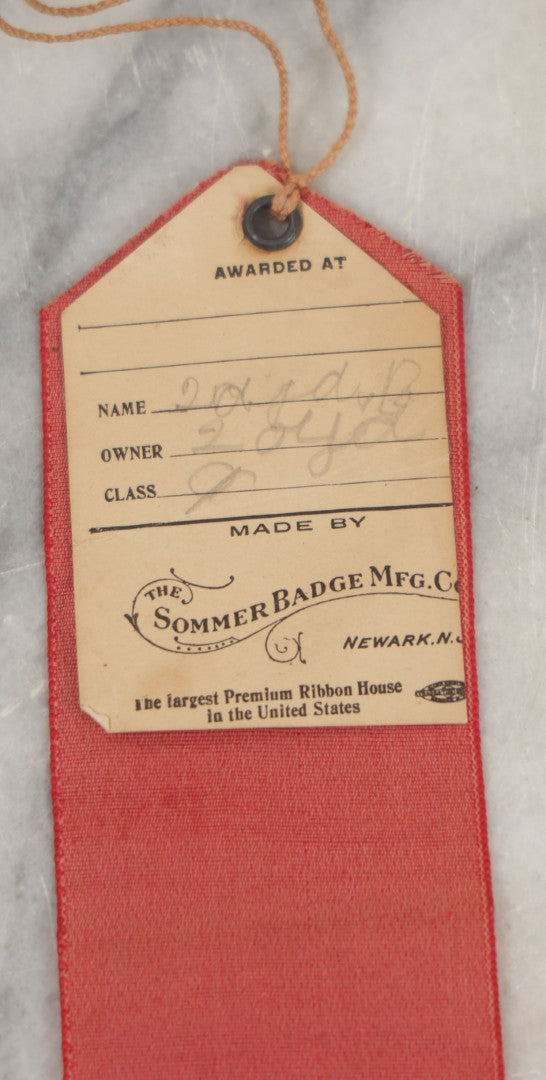 AWARDED AT
NAME
OWNER
CLASS
MADE BY
THE
SOMMER BADGE MFG. Co
NEWARK, N.J
The largest Premium Ribbon House
in the United States